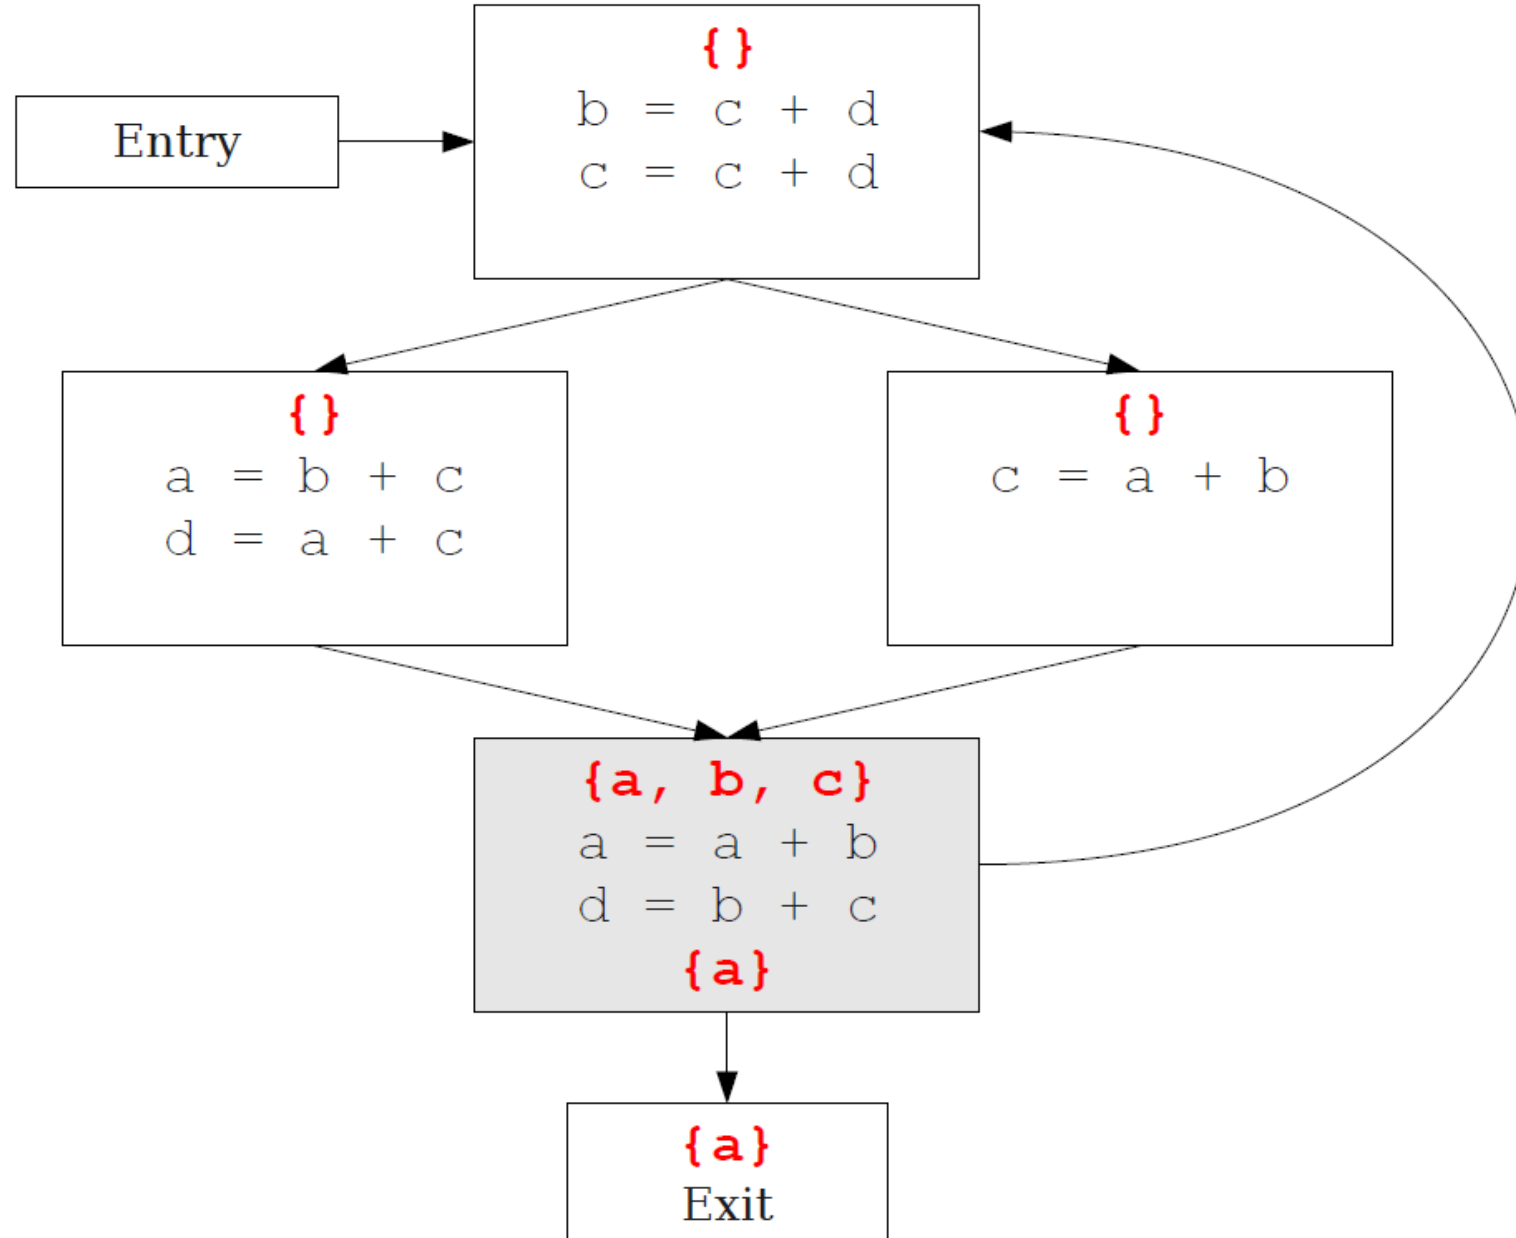 {}
b = c + d
c = c + d
Entry
{}
a = b + c
d = a + c
{}
c = a + b
{a, b, c}
a = a + b
d = b + c
{a}
{a}
Exit